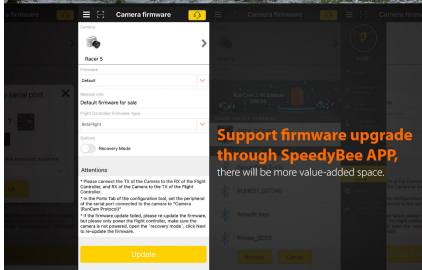 Camera firmware
Camera
Racer 5
Firmware
Default
Release Info
Default firmware for sale
Flight Controller Firmware Type
BetaFlight
Options
Recovery Mode
Attentions
* Please connect the TX of the Camera to the RX of the Flight
Controller, and RX of the Camera to the TX of the Flight
Controller.
* In the Ports Tab of the configuration tool, set the peripheral
of the serial port connected to the camera to "Camera
(RunCam Protocol)"
* If the firmware update failed, please re-update the firmware,
but please only power the flight controller, make sure the
camera is not powered, open the `recovery mode`, click Next
to re-update the firmware.
Update
serial port
Camera firmware
Support firmware upgrade
through SpeedyBee APP,
there will be more value-added space.
Camera firmw